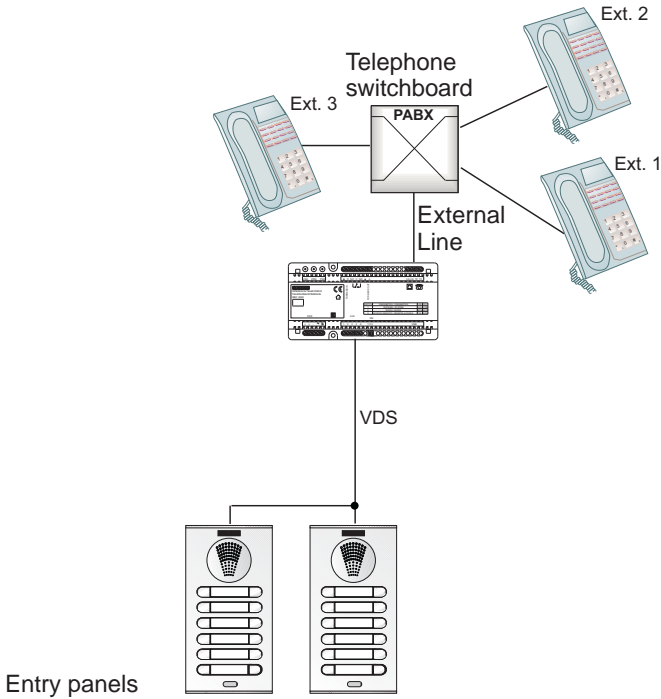 Ext. 2
Telephone
switchboard
Ext. 3
PABX
Ext. 1
External
Line
VDS
Entry panels